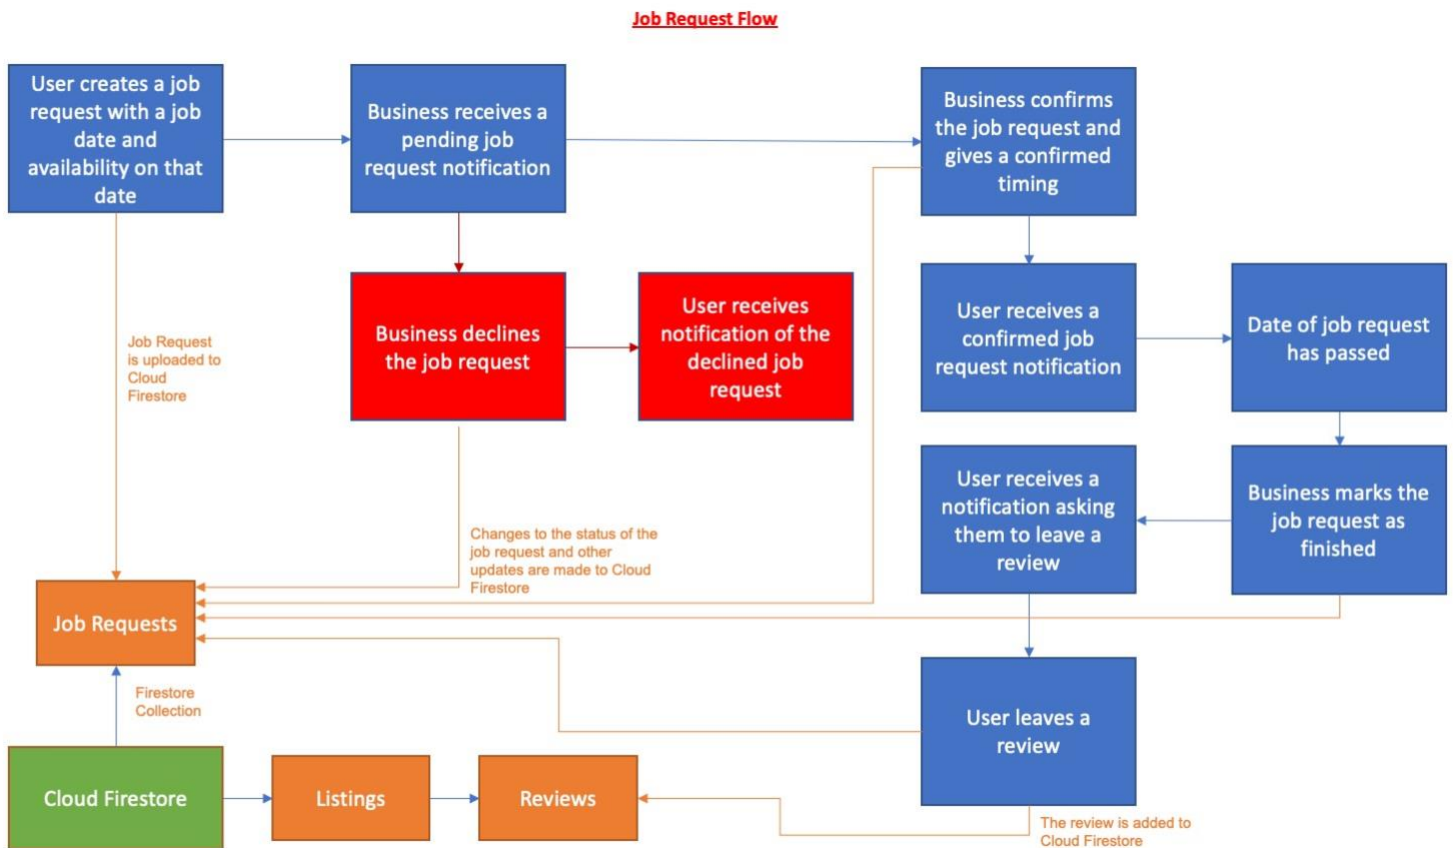 Job Request Flow
User creates a job
request with a job
date and
availability on that
date
Business receives a
pending job
request notification
Business confirms
the job request and
gives a confirmed
timing
Business declines
the job request
User receives
notification of the
declined job
request
User receives a
confirmed job
request notification
Date of job request
has passed
Job Request
is uploaded to
Cloud
Firestore
User receives a
notification asking
them to leave a
review
Business marks the
job request as
finished
Changes to the status of the
job request and other
updates are made to Cloud
Firestore
Job Requests
Firestore
Collection
User leaves a
review
Cloud Firestore
Listings
Reviews
The review is added to
Cloud Firestore